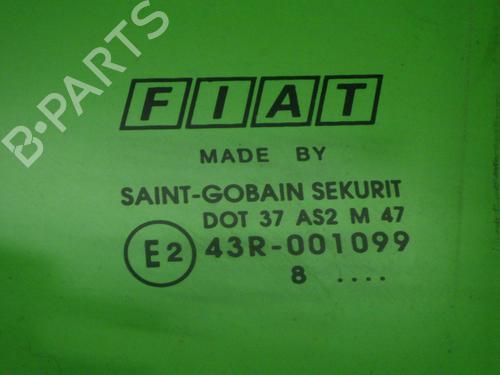 B-PARTS
FIAT
MADE BY
SAINT-GOBAIN SEKURIT
DOT 37 AS2 M 47
E2 43R-001099
8 ....